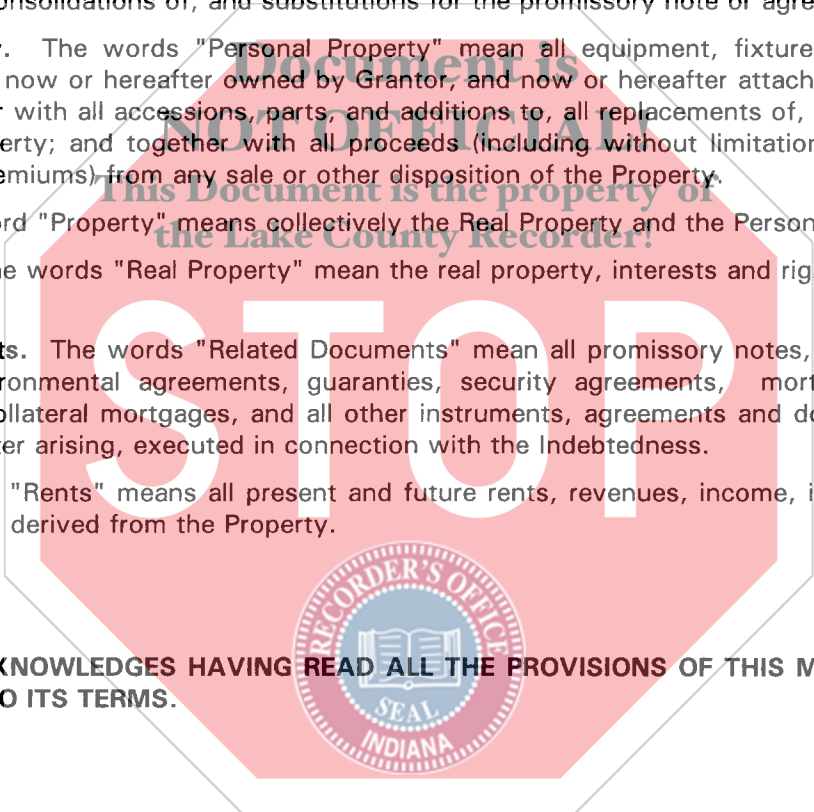 onsolidations of, and substitutions for the promissory note or agre
y. The words "Personal Property" mean all equipment, fixture
now or hereafter owned by Grantor, and now or hereafter attach
r with all accessions, parts, and additions to, all replacements of,
erty; and together with all proceeds (including without limitation
emiums) from any sale or other disposition of the Property.
ord "Property" means collectively the Real Property and the Person
he words "Real Property" mean the real property, interests and rig
ts. The words "Related Documents" mean all promissory notes,
ronmental agreements, guaranties, security agreements, mort
ollateral mortgages, and all other instruments, agreements and do
ter arising, executed in connection with the Indebtedness.
"Rents" means all present and future rents, revenues, income, i
derived from the Property.
KNOWLEDGES HAVING READ ALL THE PROVISIONS OF THIS M
O ITS TERMS.
Document is
NOT OFFICIAL!
This Document is the property of
the Lake County Recorder!
STOP
RECORDER'S OFFICE
SEAL
INDIANA